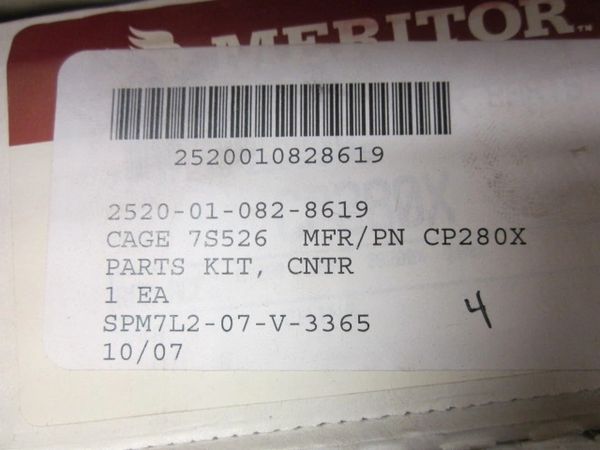 MERITOR™
2520010828619
2520-01-082-8619
CAGE 7S526 MFR/PN CP280X
PARTS KIT, CNTR
1 EA
SPM7L2-07-V-3365
10/07
4